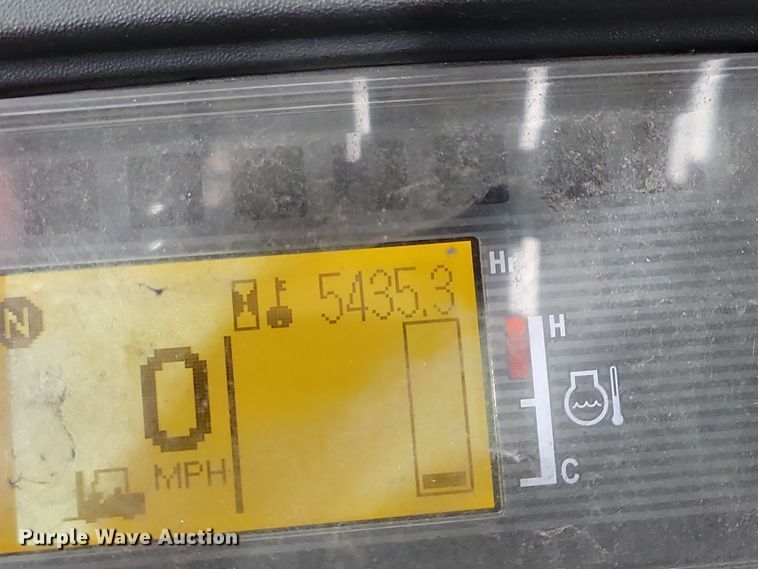 Hr
5435.3
N
H
0
MPH
C
Purple Wave Auction